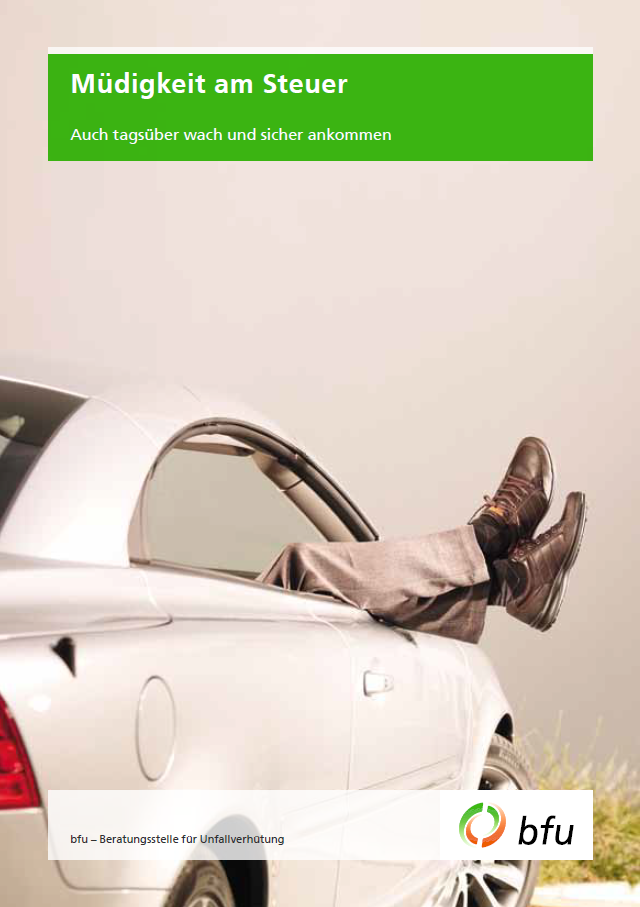 Müdigkeit am Steuer
Auch tagsüber wach und sicher ankommen
bfu – Beratungsstelle für Unfallverhütung
bfu